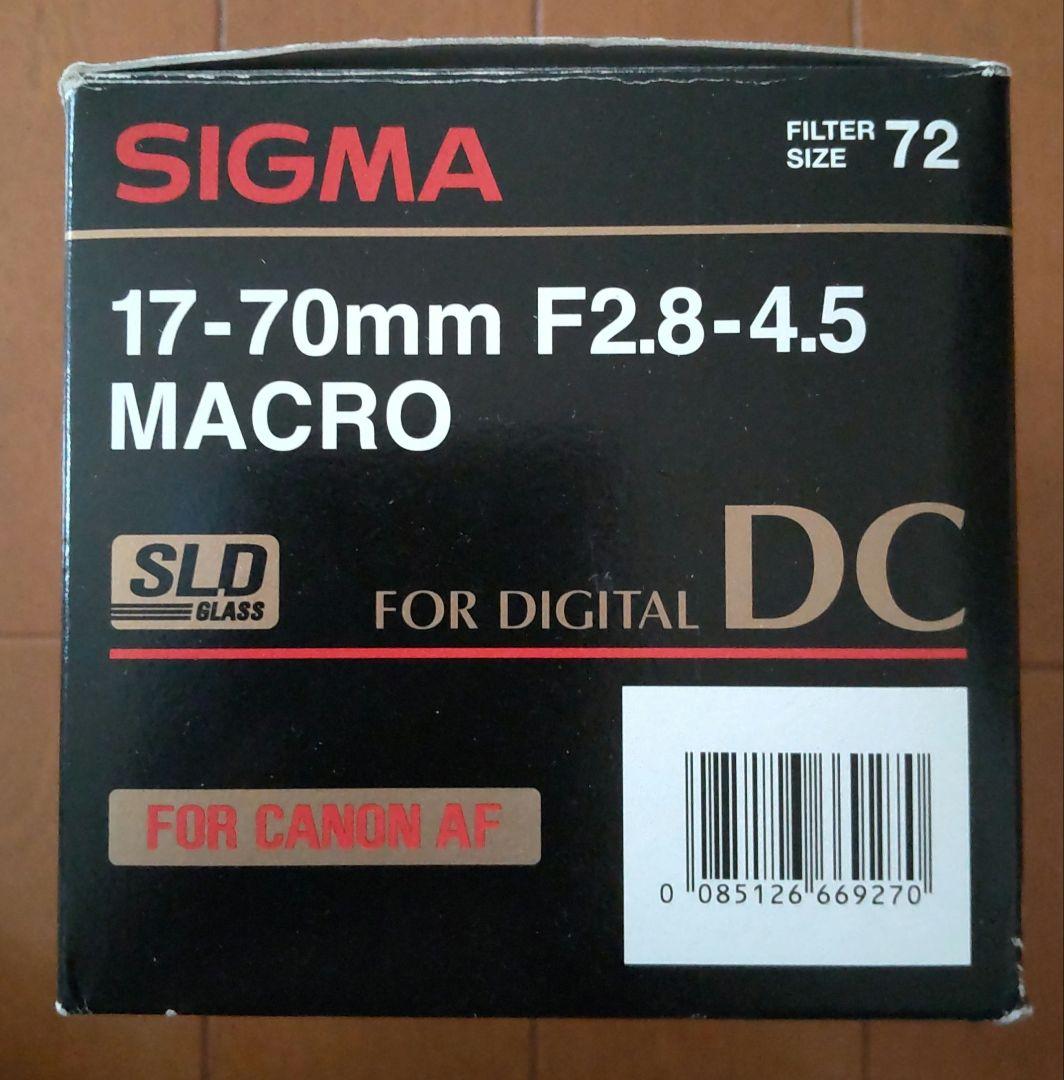 SIGMA
FILTER SIZE 72
17-70mm F2.8-4.5
MACRO
SLD
GLASS
FOR DIGITAL DC
FOR CANON AF
0 085126 669270